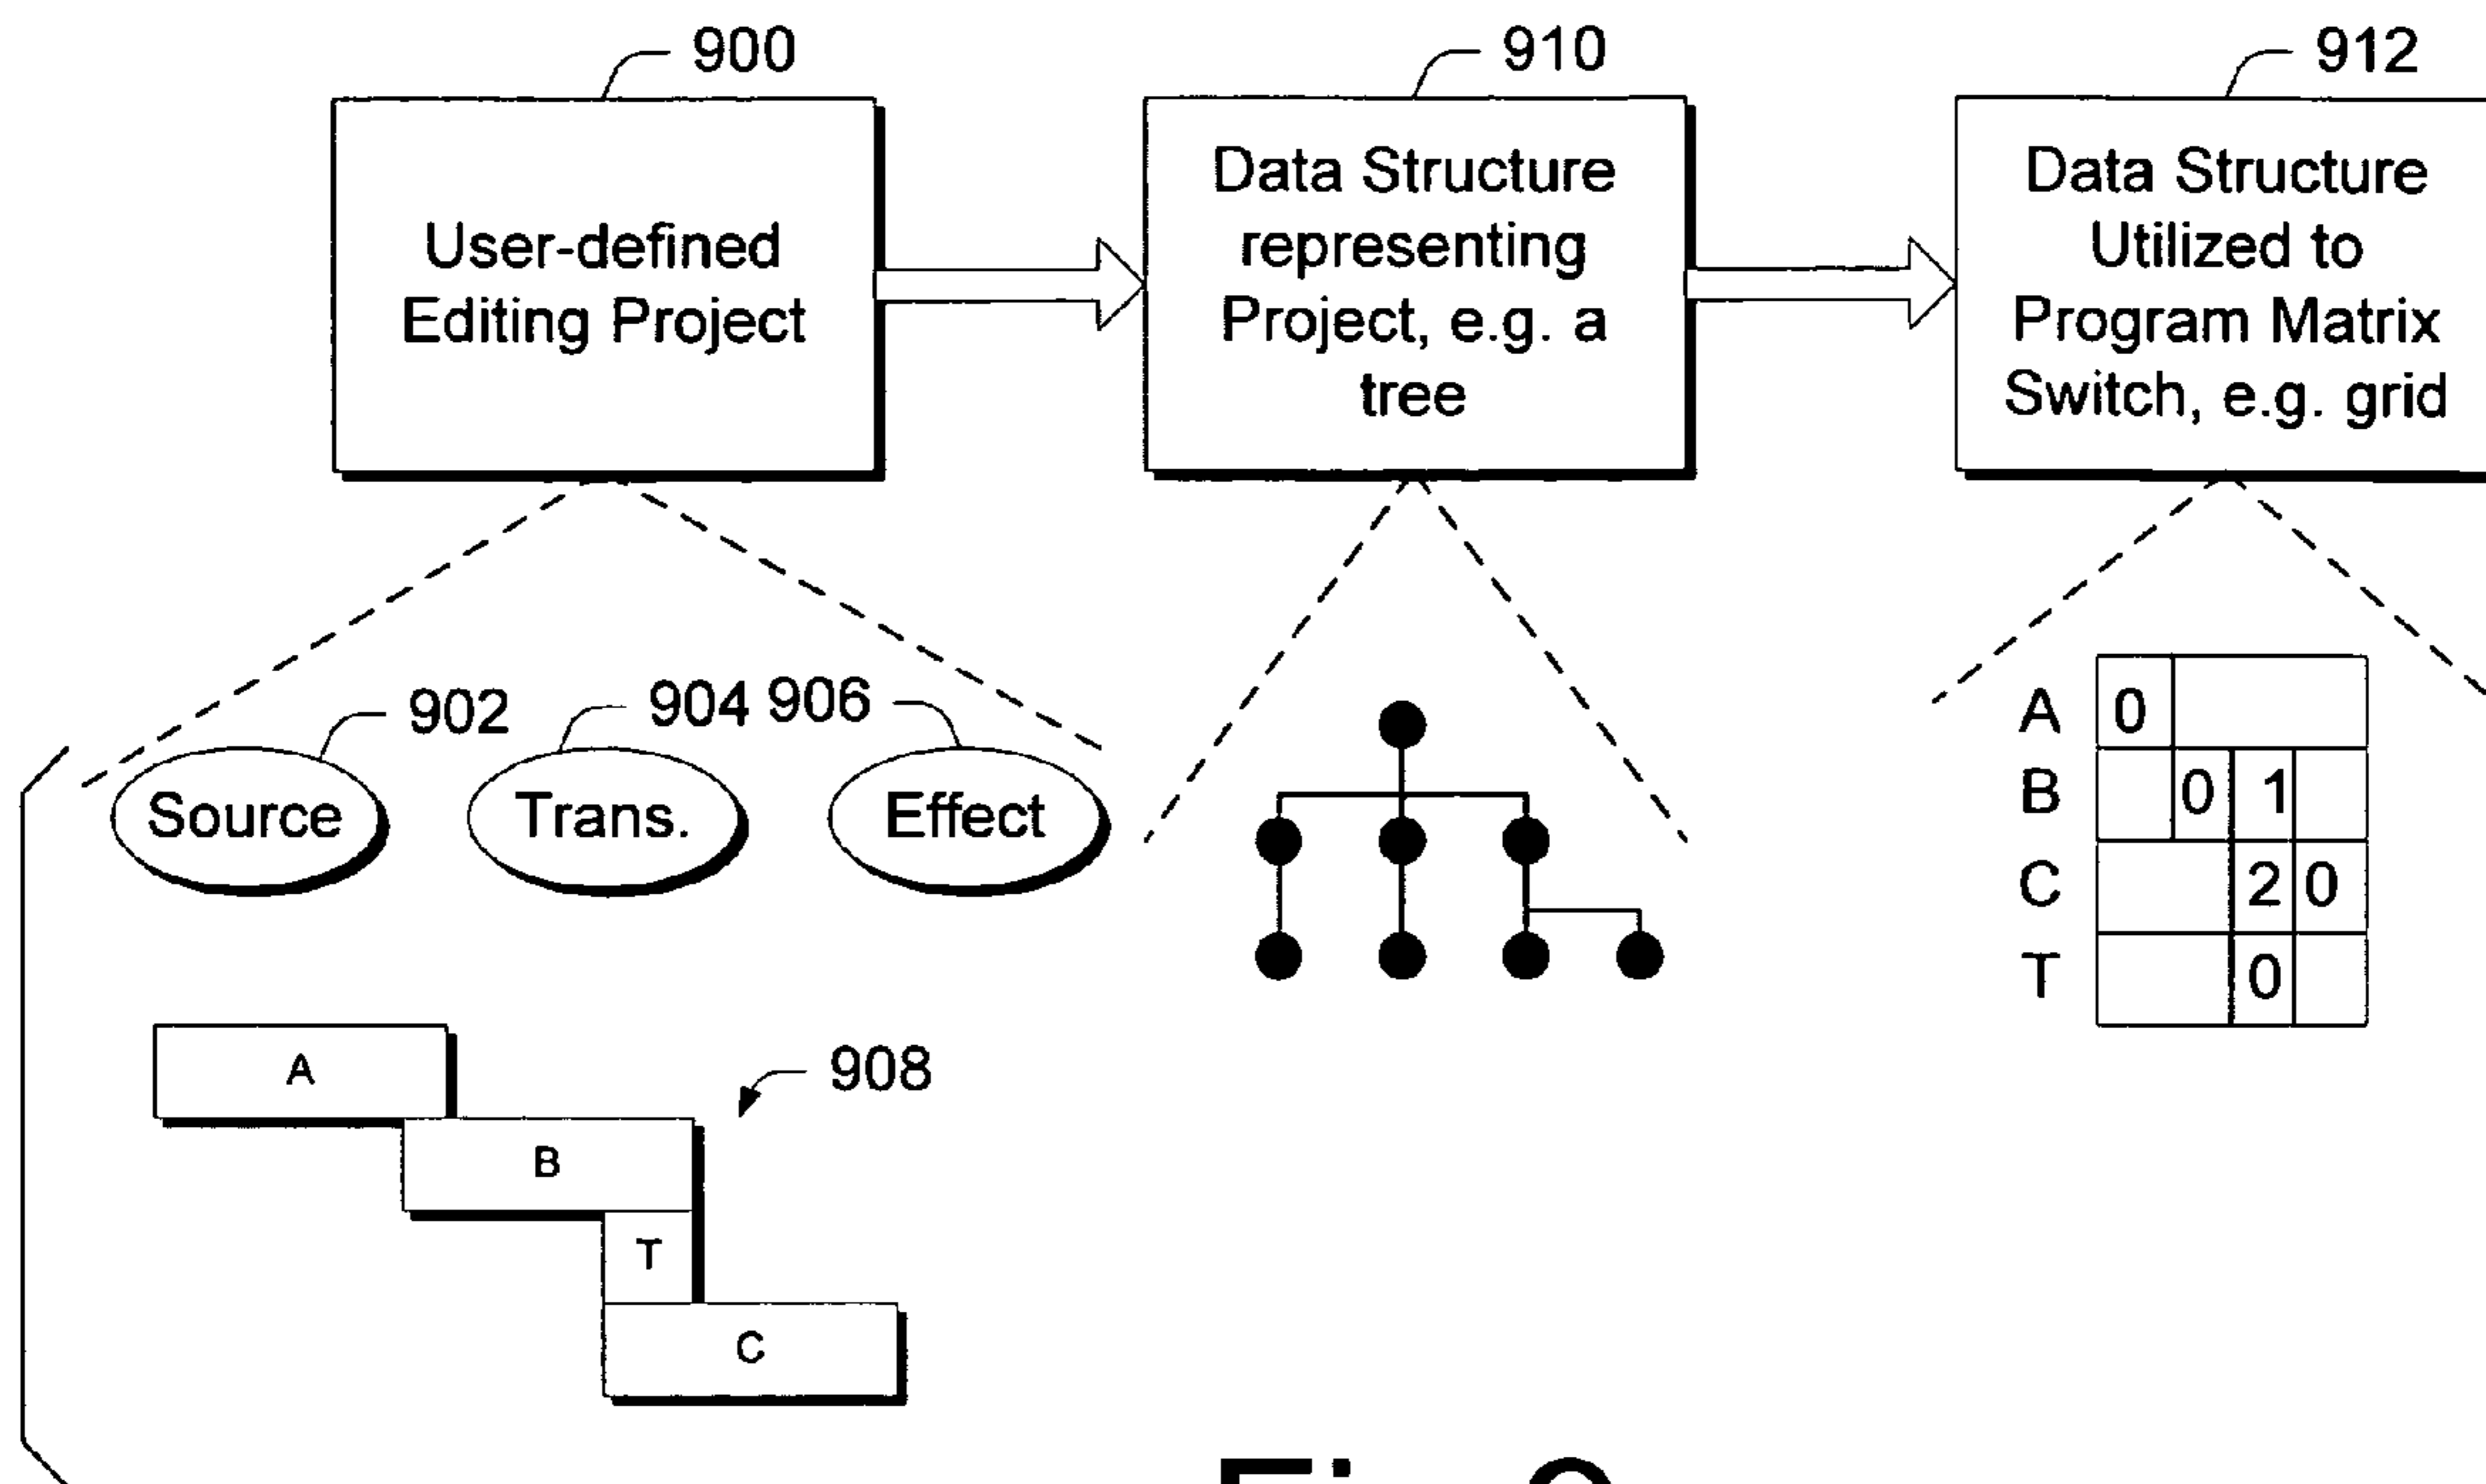 900
910
912
User-defined
Editing Project
Data Structure
representing
Project, e.g. a
tree
Data Structure
Utilized to
Program Matrix
Switch, e.g. grid
902
904
906
Source
Trans.
Effect
A 0
B 0 1
C 2 0
T 0
908
A
B
T
C